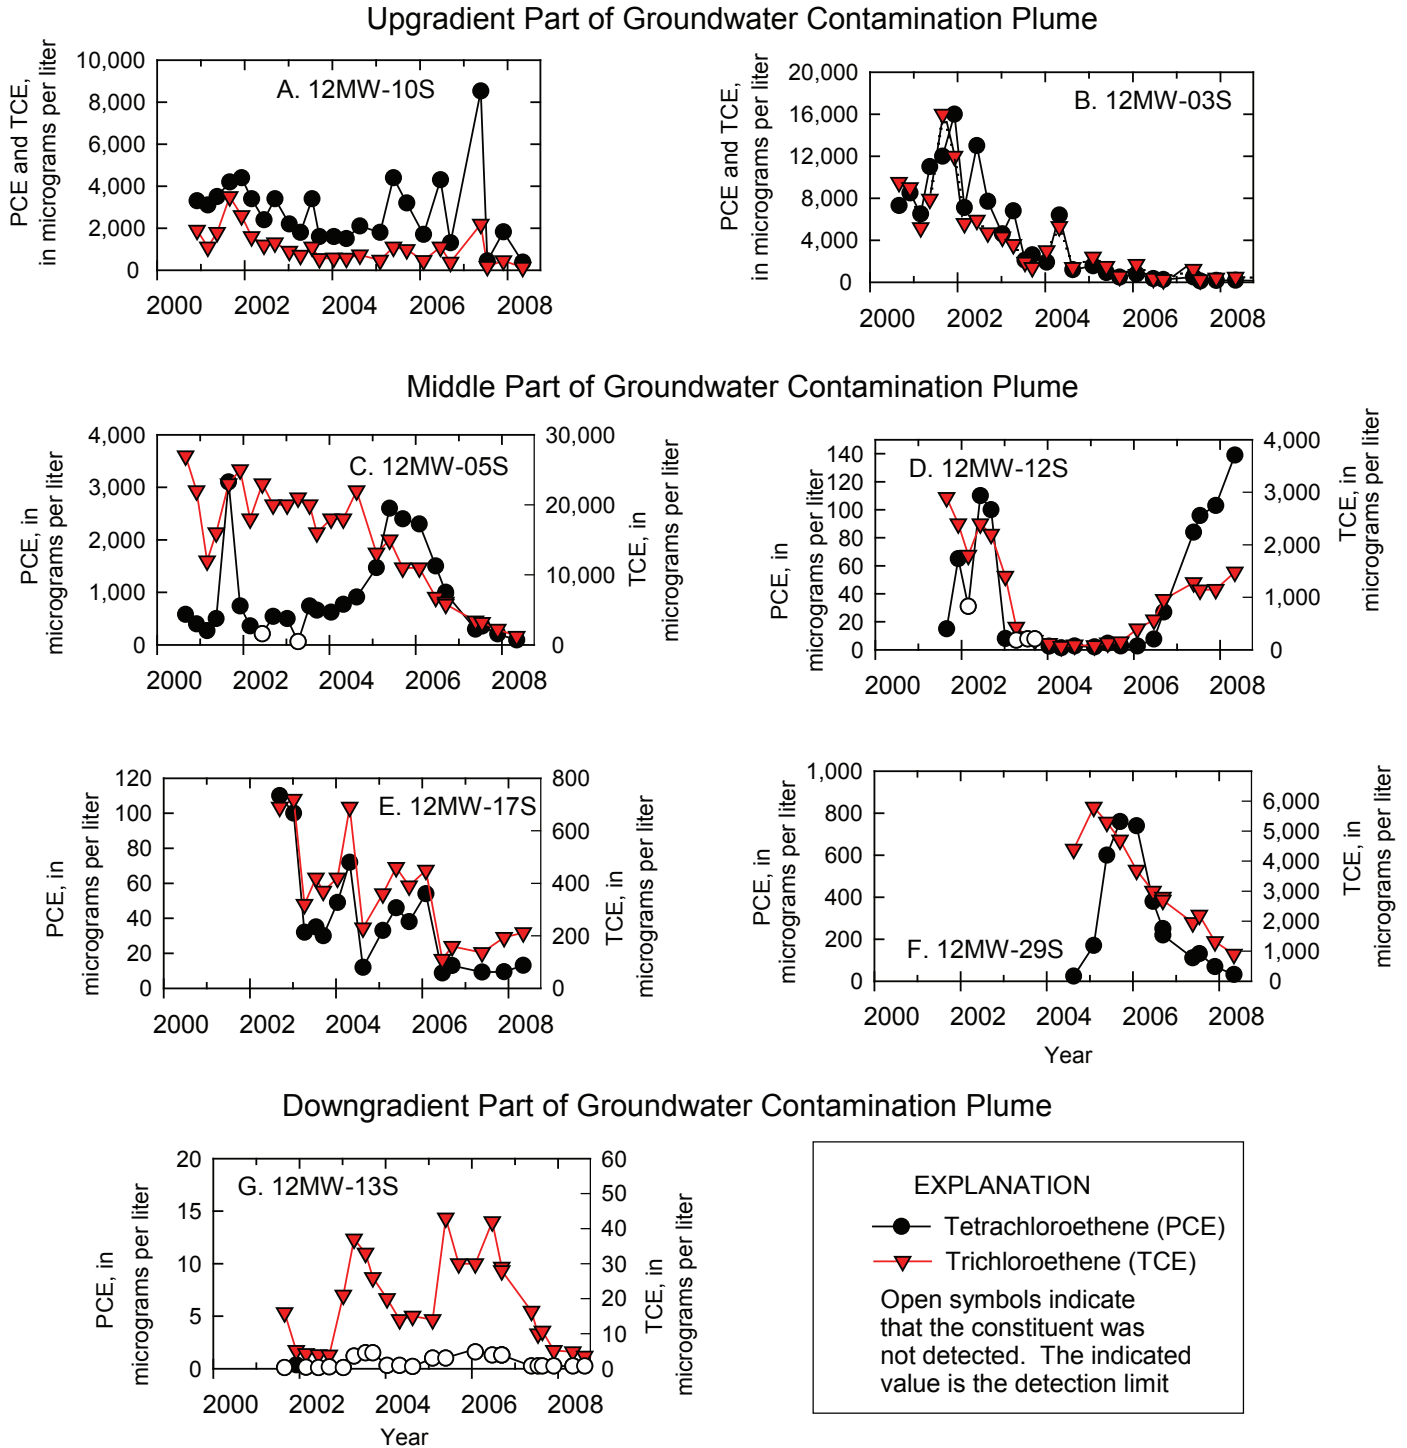 Upgradient Part of Groundwater Contamination Plume
PCE and TCE,
in micrograms per liter
10,000
8,000
6,000
4,000
2,000
0
A. 12MW-10S
2000 2002 2004 2006 2008
PCE and TCE,
in micrograms per liter
20,000
16,000
12,000
8,000
4,000
0
B. 12MW-03S
2000 2002 2004 2006 2008
Middle Part of Groundwater Contamination Plume
PCE, in
micrograms per liter
4,000
3,000
2,000
1,000
0
C. 12MW-05S
30,000
20,000
10,000
0
TCE, in
micrograms per liter
2000 2002 2004 2006 2008
PCE, in
micrograms per liter
140
120
100
80
60
40
20
0
D. 12MW-12S
4,000
3,000
2,000
1,000
0
TCE, in
micrograms per liter
2000 2002 2004 2006 2008
PCE, in
micrograms per liter
120
100
80
60
40
20
0
E. 12MW-17S
800
600
400
200
0
TCE, in
micrograms per liter
2000 2002 2004 2006 2008
PCE, in
micrograms per liter
1,000
800
600
400
200
0
F. 12MW-29S
6,000
5,000
4,000
3,000
2,000
1,000
0
TCE, in
micrograms per liter
2000 2002 2004 2006 2008
Year
Downgradient Part of Groundwater Contamination Plume
PCE, in
micrograms per liter
20
15
10
5
0
G. 12MW-13S
60
50
40
30
20
10
0
TCE, in
micrograms per liter
2000 2002 2004 2006 2008
Year
EXPLANATION
Tetrachloroethene (PCE)
Trichloroethene (TCE)
Open symbols indicate
that the constituent was
not detected. The indicated
value is the detection limit